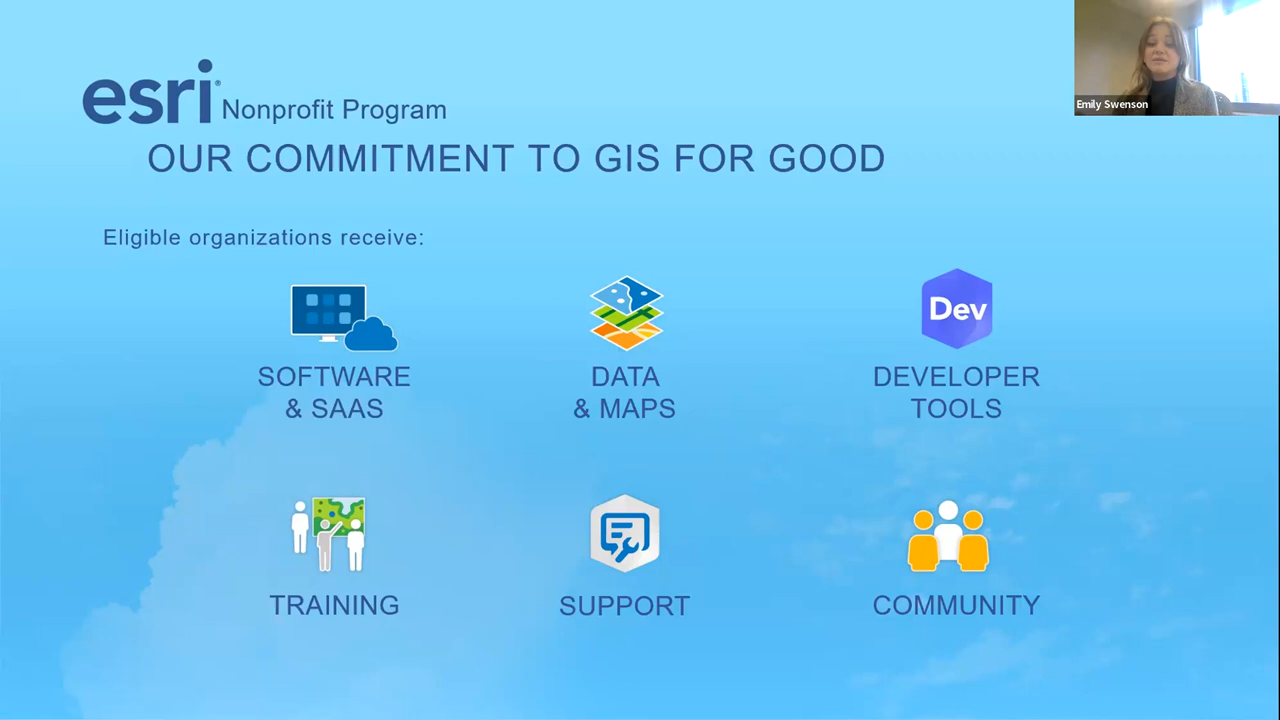 esri® Nonprofit Program
OUR COMMITMENT TO GIS FOR GOOD
Eligible organizations receive:
SOFTWARE
& SAAS
DATA
& MAPS
Dev
DEVELOPER
TOOLS
TRAINING
SUPPORT
COMMUNITY
Emily Swenson